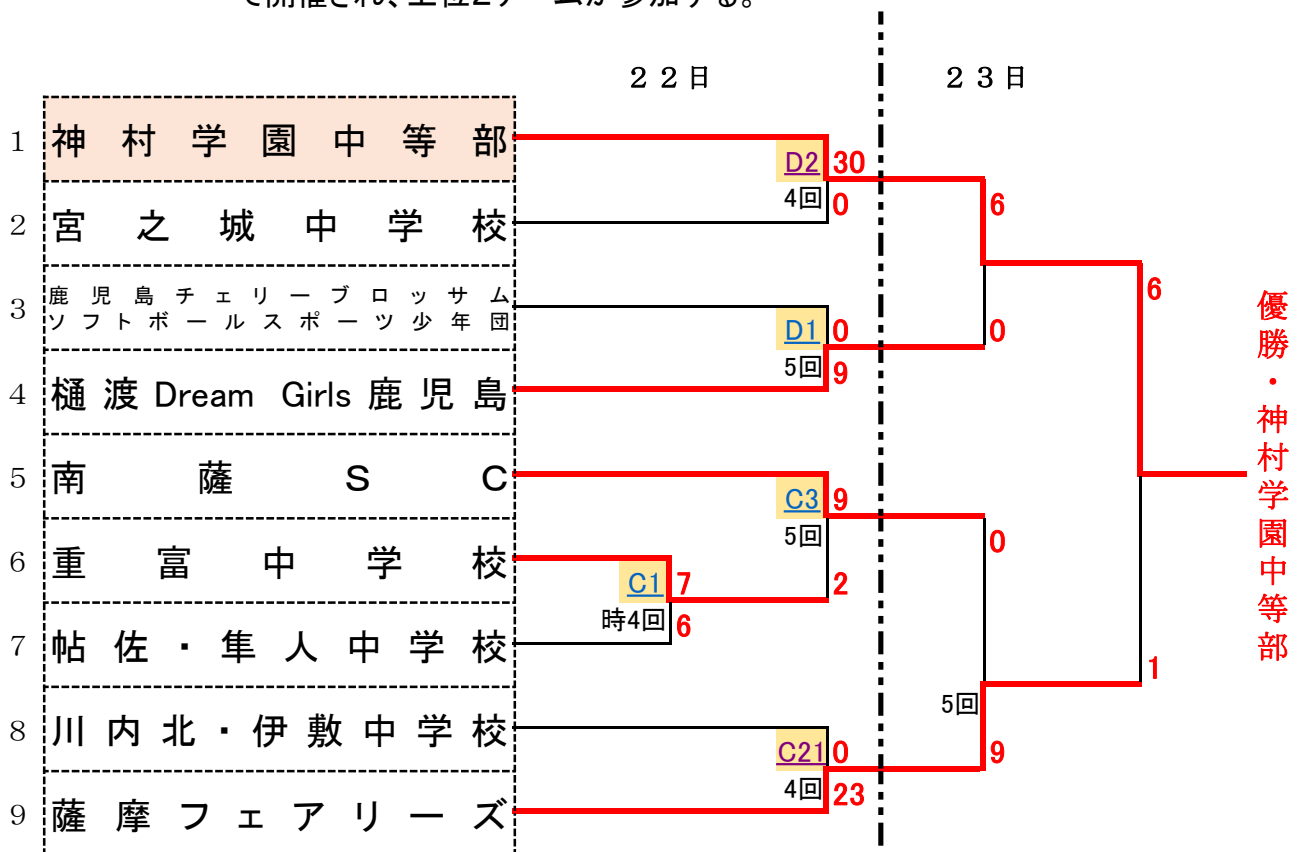 で開催され、上位2チームが参加する。
22日
23日
1 神村学園中等部
D2 30
4回 0
2 宮之城中学校
6
3 鹿児島チェリーブロッサム
ソフトボールスポーツ少年団
D1 0
5回 9
0
4 樋渡 Dream Girls 鹿児島
6
5 南薩SC
C3 9
5回
2
0
6 重富中学校
C1 7
時4回 6
7 帖佐・隼人中学校
1
8 川内北・伊敷中学校
C21 0
4回 23
5回
9
9 薩摩フェアリーズ
優勝・神村学園中等部